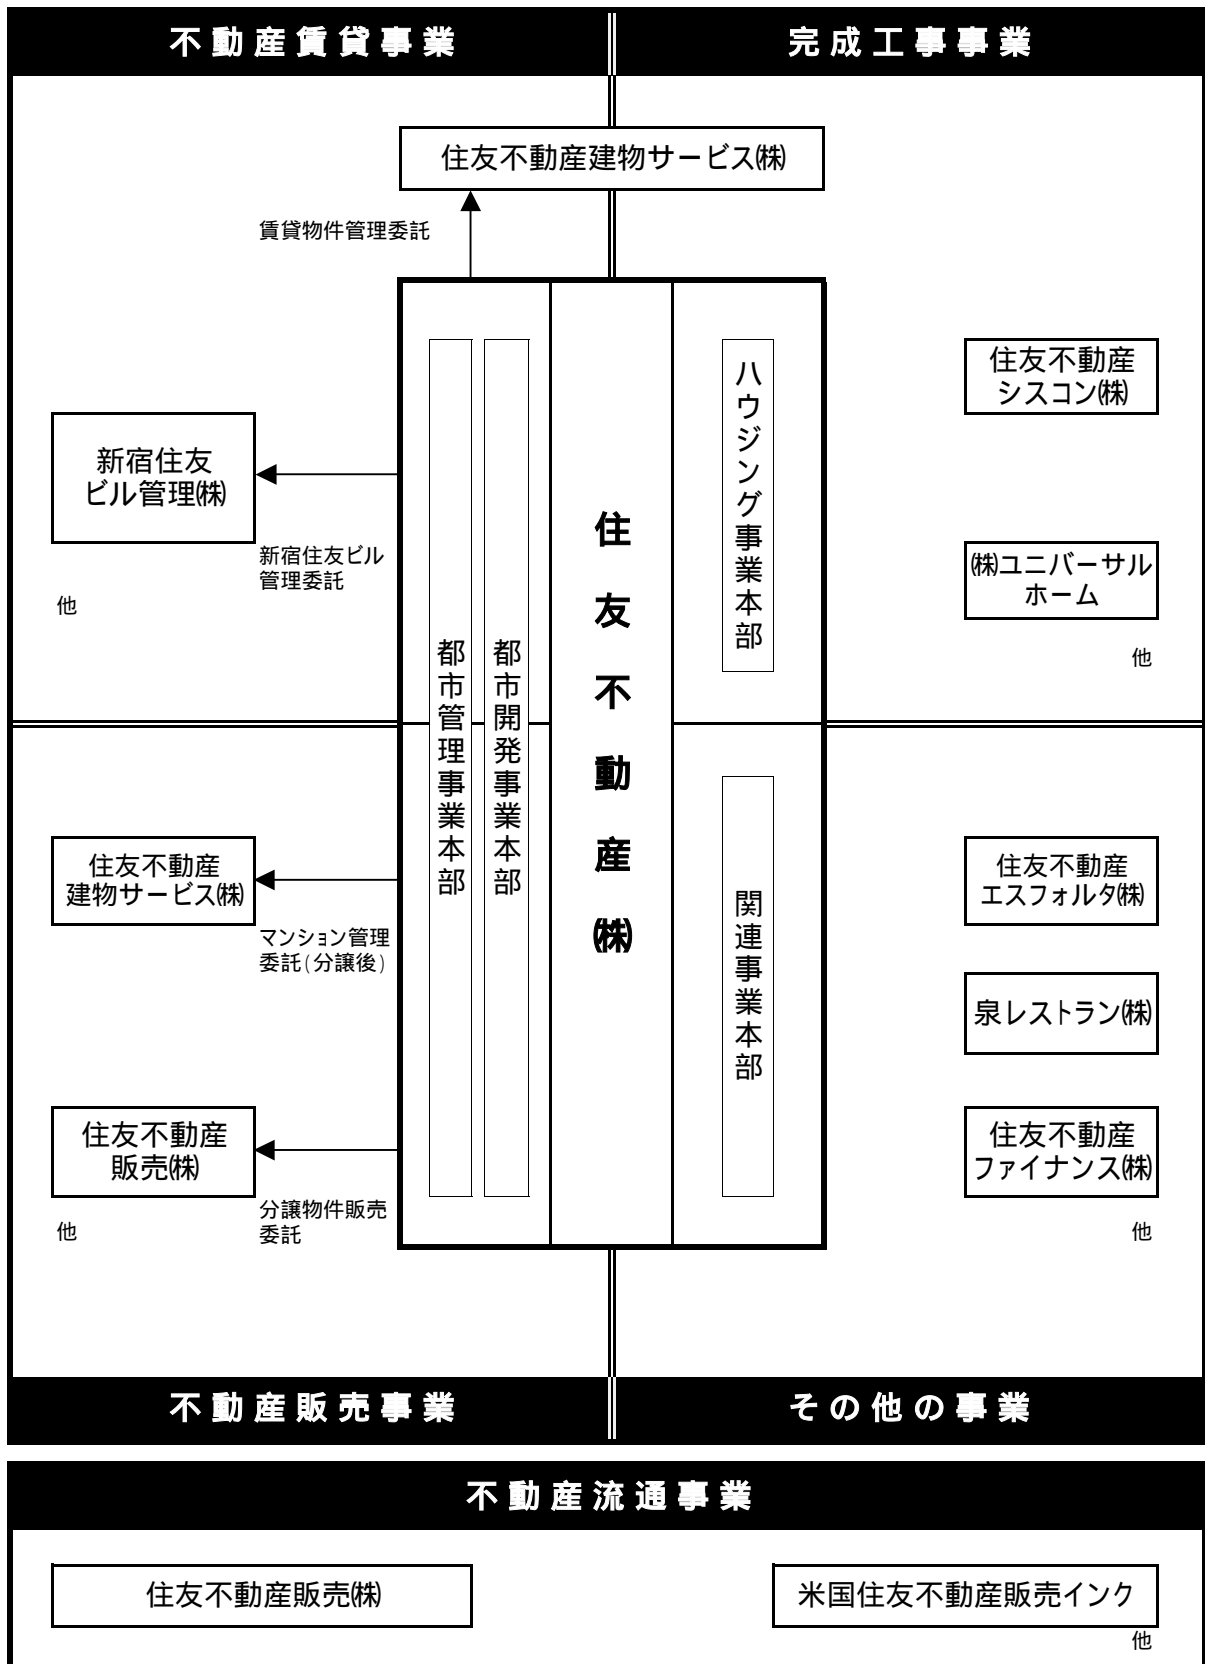 不動産賃貸事業
完成工事事業
住友不動産建物サービス㈱
賃貸物件管理委託
新宿住友
ビル管理㈱
新宿住友ビル
管理委託
他
都市管理事業本部
都市開発事業本部
住友不動産㈱
ハウジング事業本部
関連事業本部
住友不動産
シスコン㈱
㈱ユニバーサル
ホーム
他
住友不動産
建物サービス㈱
マンション管理
委託(分譲後)
住友不動産
販売㈱
分譲物件販売
委託
他
住友不動産
エスフォルタ㈱
泉レストラン㈱
住友不動産
ファイナンス㈱
他
不動産販売事業
その他の事業
不動産流通事業
住友不動産販売㈱
米国住友不動産販売インク
他